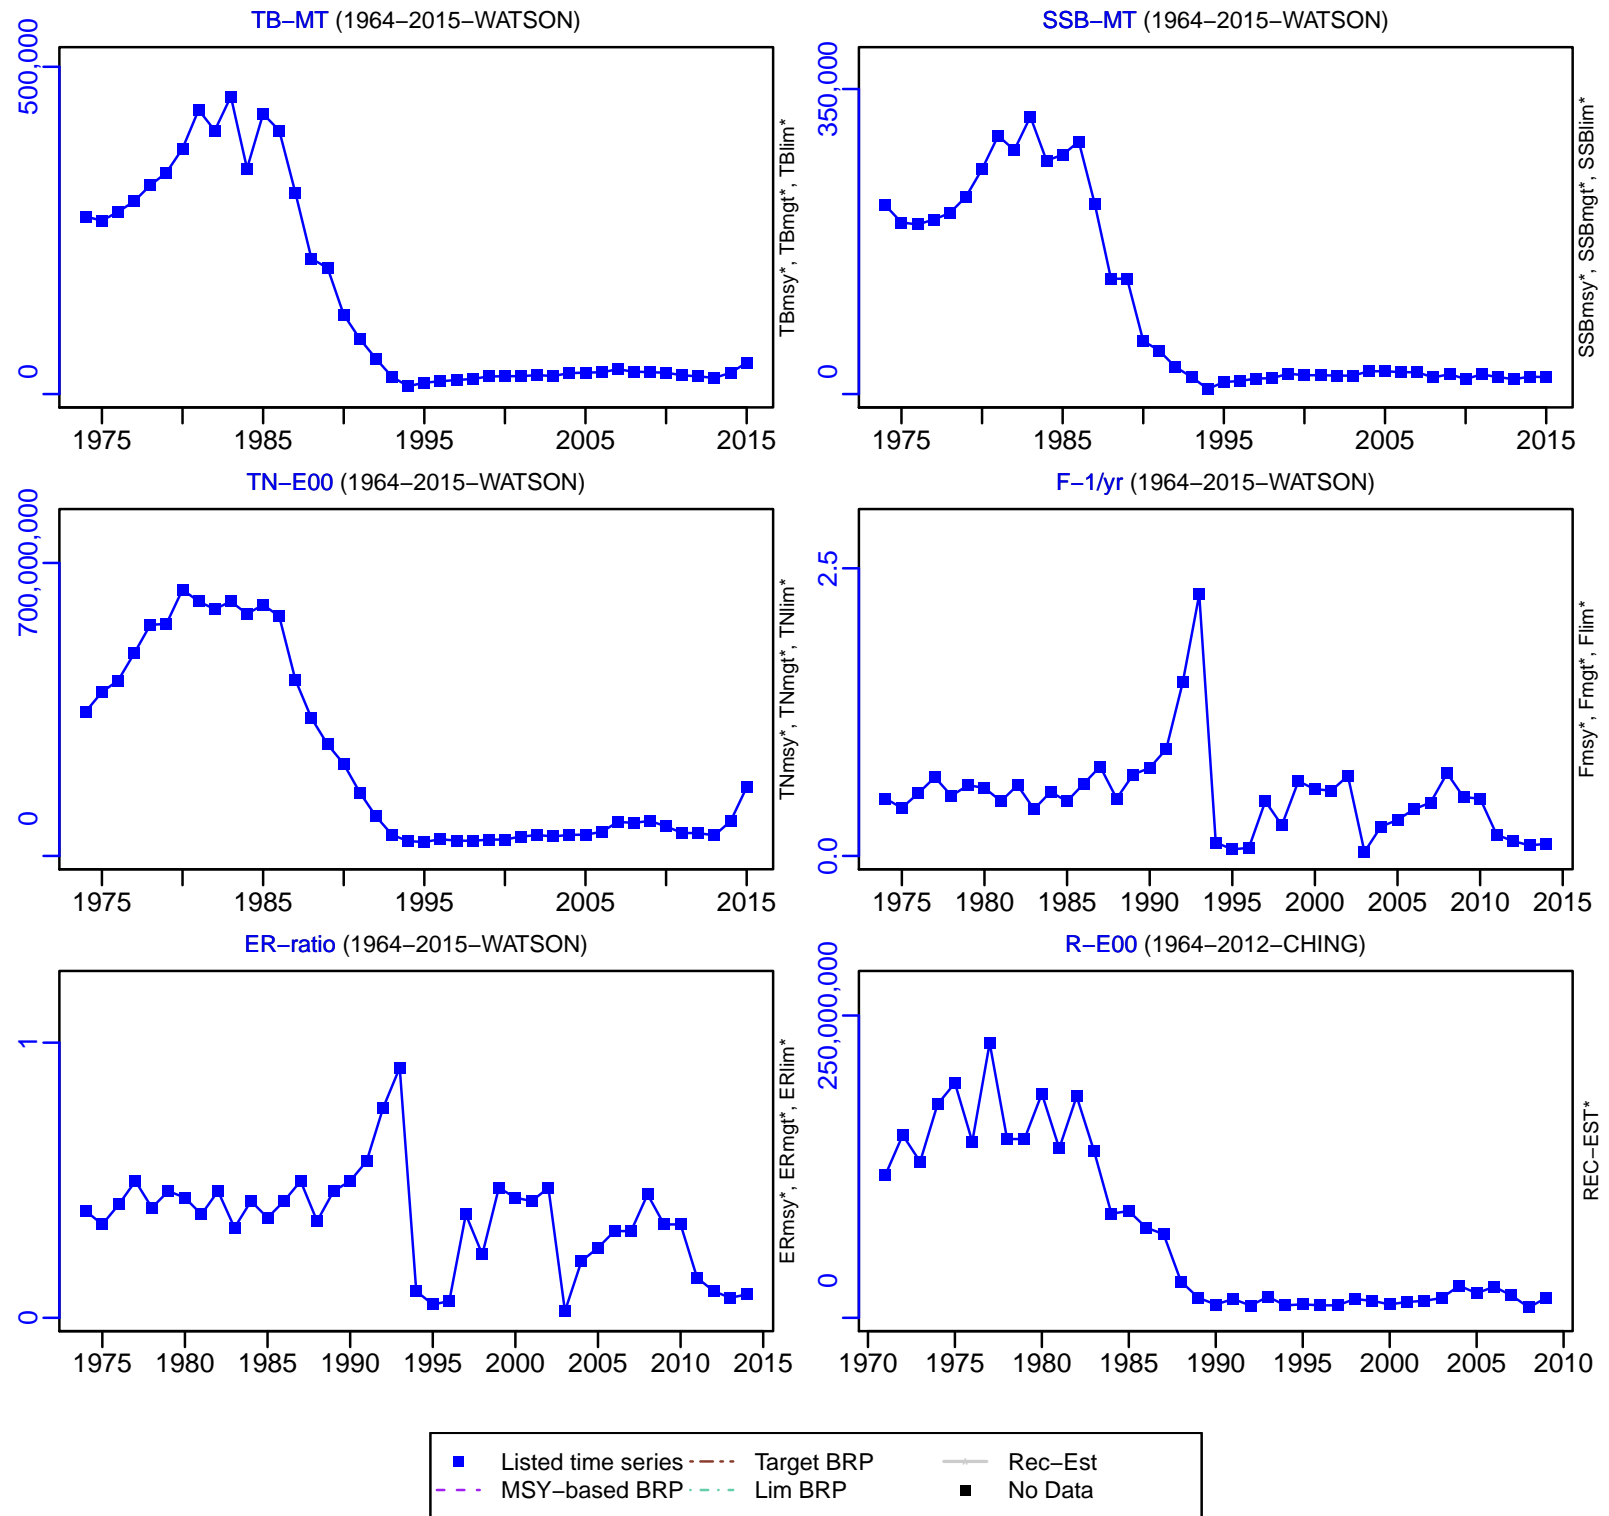 TB−MT (1964−2015−WATSON)
500,000
0
1975 1985 1995 2005 2015
TBmsy*, TBmgt*, TBlim*
SSB−MT (1964−2015−WATSON)
350,000
0
1975 1985 1995 2005 2015
SSBmsy*, SSBmgt*, SSBlim*
TN−E00 (1964−2015−WATSON)
700,000,000
0
1975 1985 1995 2005 2015
TNmsy*, TNmgt*, TNlim*
F−1/yr (1964−2015−WATSON)
2.5
0.0
1975 1980 1985 1990 1995 2000 2005 2010 2015
Fmsy*, Fmgt*, Flim*
ER−ratio (1964−2015−WATSON)
1
0
1975 1980 1985 1990 1995 2000 2005 2010 2015
ERmsy*, ERmgt*, ERlim*
R−E00 (1964−2012−CHING)
250,000,000
0
1970 1975 1980 1985 1990 1995 2000 2005 2010
REC−EST*
Listed time series Target BRP Rec−Est
MSY−based BRP Lim BRP No Data